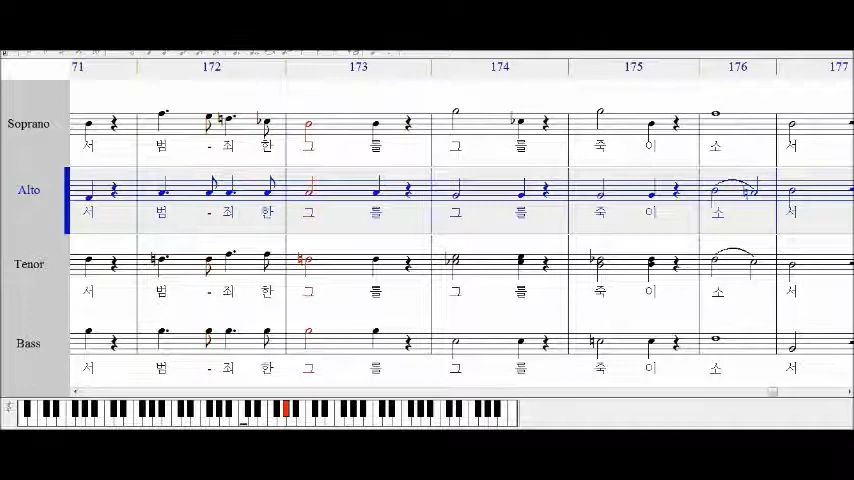 71 172 173 174 175 176 177
Soprano
서 범 - 죄 한 그 를 그 를 죽 이 소 서
Alto
서 범 - 죄 한 그 를 그 를 죽 이 소 서
Tenor
서 범 - 죄 한 그 를 그 를 죽 이 소 서
Bass
서 범 - 죄 한 그 를 그 를 죽 이 소 서